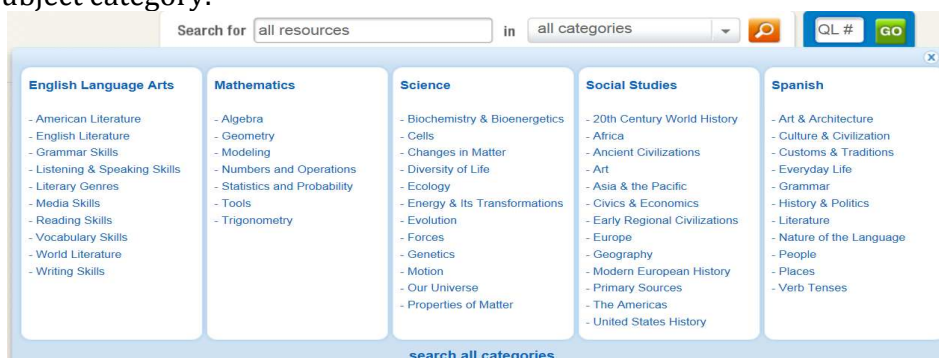 ubject category:
Search for all resources in all categories QL # GO
x
English Language Arts
- American Literature
- English Literature
- Grammar Skills
- Listening & Speaking Skills
- Literary Genres
- Media Skills
- Reading Skills
- Vocabulary Skills
- World Literature
- Writing Skills
Mathematics
- Algebra
- Geometry
- Modeling
- Numbers and Operations
- Statistics and Probability
- Tools
- Trigonometry
Science
- Biochemistry & Bioenergetics
- Cells
- Changes in Matter
- Diversity of Life
- Ecology
- Energy & Its Transformations
- Evolution
- Forces
- Genetics
- Motion
- Our Universe
- Properties of Matter
Social Studies
- 20th Century World History
- Africa
- Ancient Civilizations
- Art
- Asia & the Pacific
- Civics & Economics
- Early Regional Civilizations
- Europe
- Geography
- Modern European History
- Primary Sources
- The Americas
- United States History
Spanish
- Art & Architecture
- Culture & Civilization
- Customs & Traditions
- Everyday Life
- Grammar
- History & Politics
- Literature
- Nature of the Language
- People
- Places
- Verb Tenses
search all categories